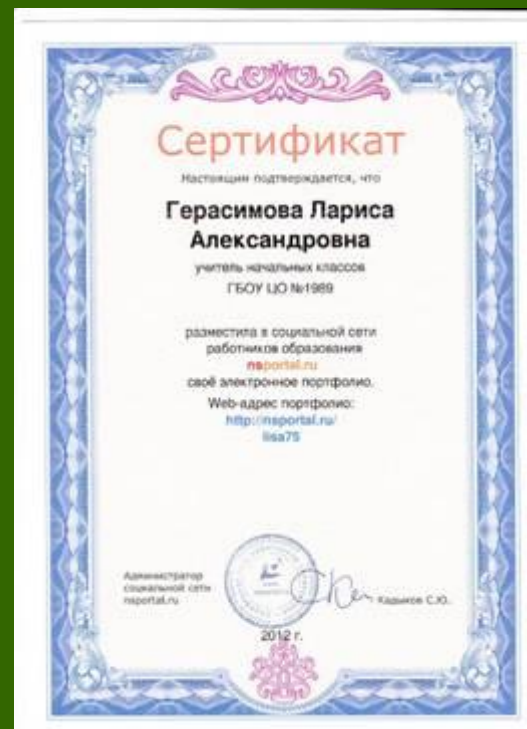 Сертификат
Настоящим подтверждается, что
Герасимова Лариса
Александровна
учитель начальных классов
ГБОУ ЦО №1989
разместила в социальной сети
работников образования
nsportal.ru
своё электронное портфолио.
Web-адрес портфолио:
http://nsportal.ru/
lisa75
Администратор
социальной сети
nsportal.ru
Кадыков С.Ю.
2012 г.